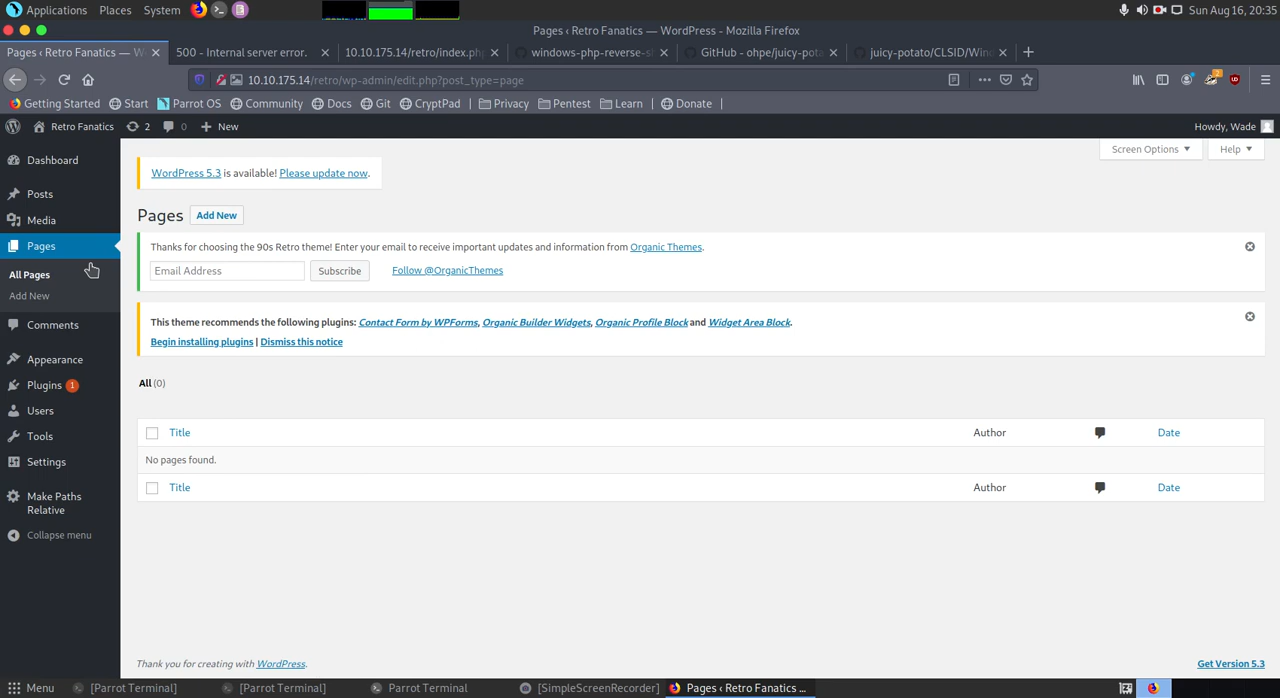 Applications Places System Sun Aug 16, 20:35
Pages ‹ Retro Fanatics — WordPress - Mozilla Firefox
Pages ‹ Retro Fanatics — W
500 - Internal server error.
10.10.175.14/retro/index.ph
windows-php-reverse-s
GitHub - ohpe/juicy-pota
juicy-potato/CLSID/Win
10.10.175.14/retro/wp-admin/edit.php?post_type=page
2
Getting Started Start Parrot OS Community Docs Git CryptPad Privacy Pentest Learn Donate
Retro Fanatics 2 0 New Howdy, Wade
Dashboard
Posts
Media
Pages
All Pages
Add New
Comments
Appearance
Plugins 1
Users
Tools
Settings
Make Paths
Relative
Collapse menu
Screen Options Help
WordPress 5.3 is available! Please update now.
Pages Add New
Thanks for choosing the 90s Retro theme! Enter your email to receive important updates and information from Organic Themes.
Email Address Subscribe Follow @OrganicThemes
This theme recommends the following plugins: Contact Form by WPForms, Organic Builder Widgets, Organic Profile Block and Widget Area Block.
Begin installing plugins | Dismiss this notice
All (0)
Title Author Date
No pages found.
Title Author Date
Thank you for creating with WordPress. Get Version 5.3
Menu [Parrot Terminal] [Parrot Terminal] Parrot Terminal [SimpleScreenRecorder] Pages ‹ Retro Fanatics ...